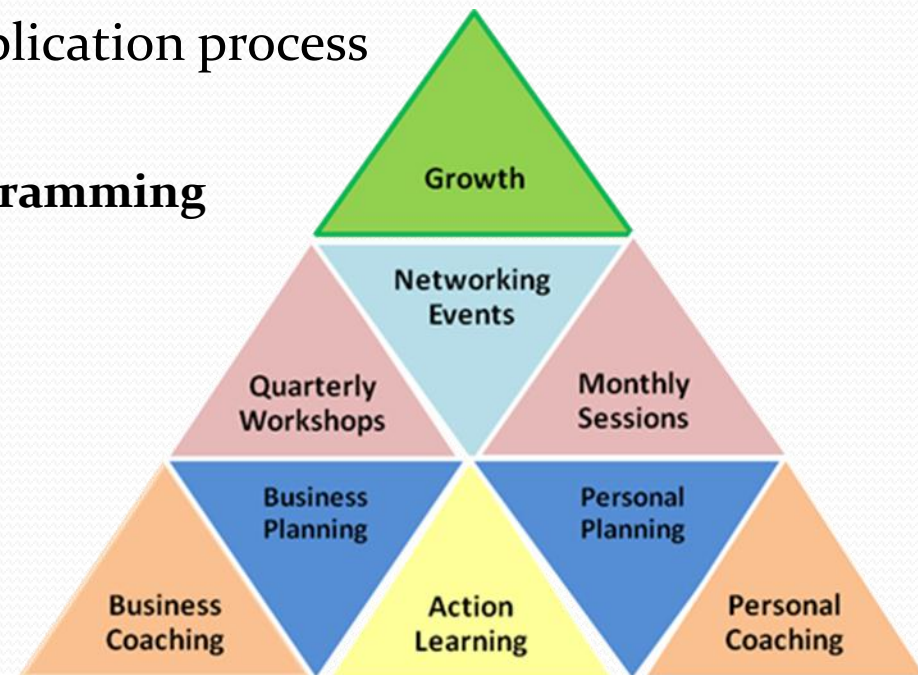 plication process
ramming
Growth
Networking
Events
Quarterly
Workshops
Monthly
Sessions
Business
Planning
Personal
Planning
Business
Coaching
Action
Learning
Personal
Coaching